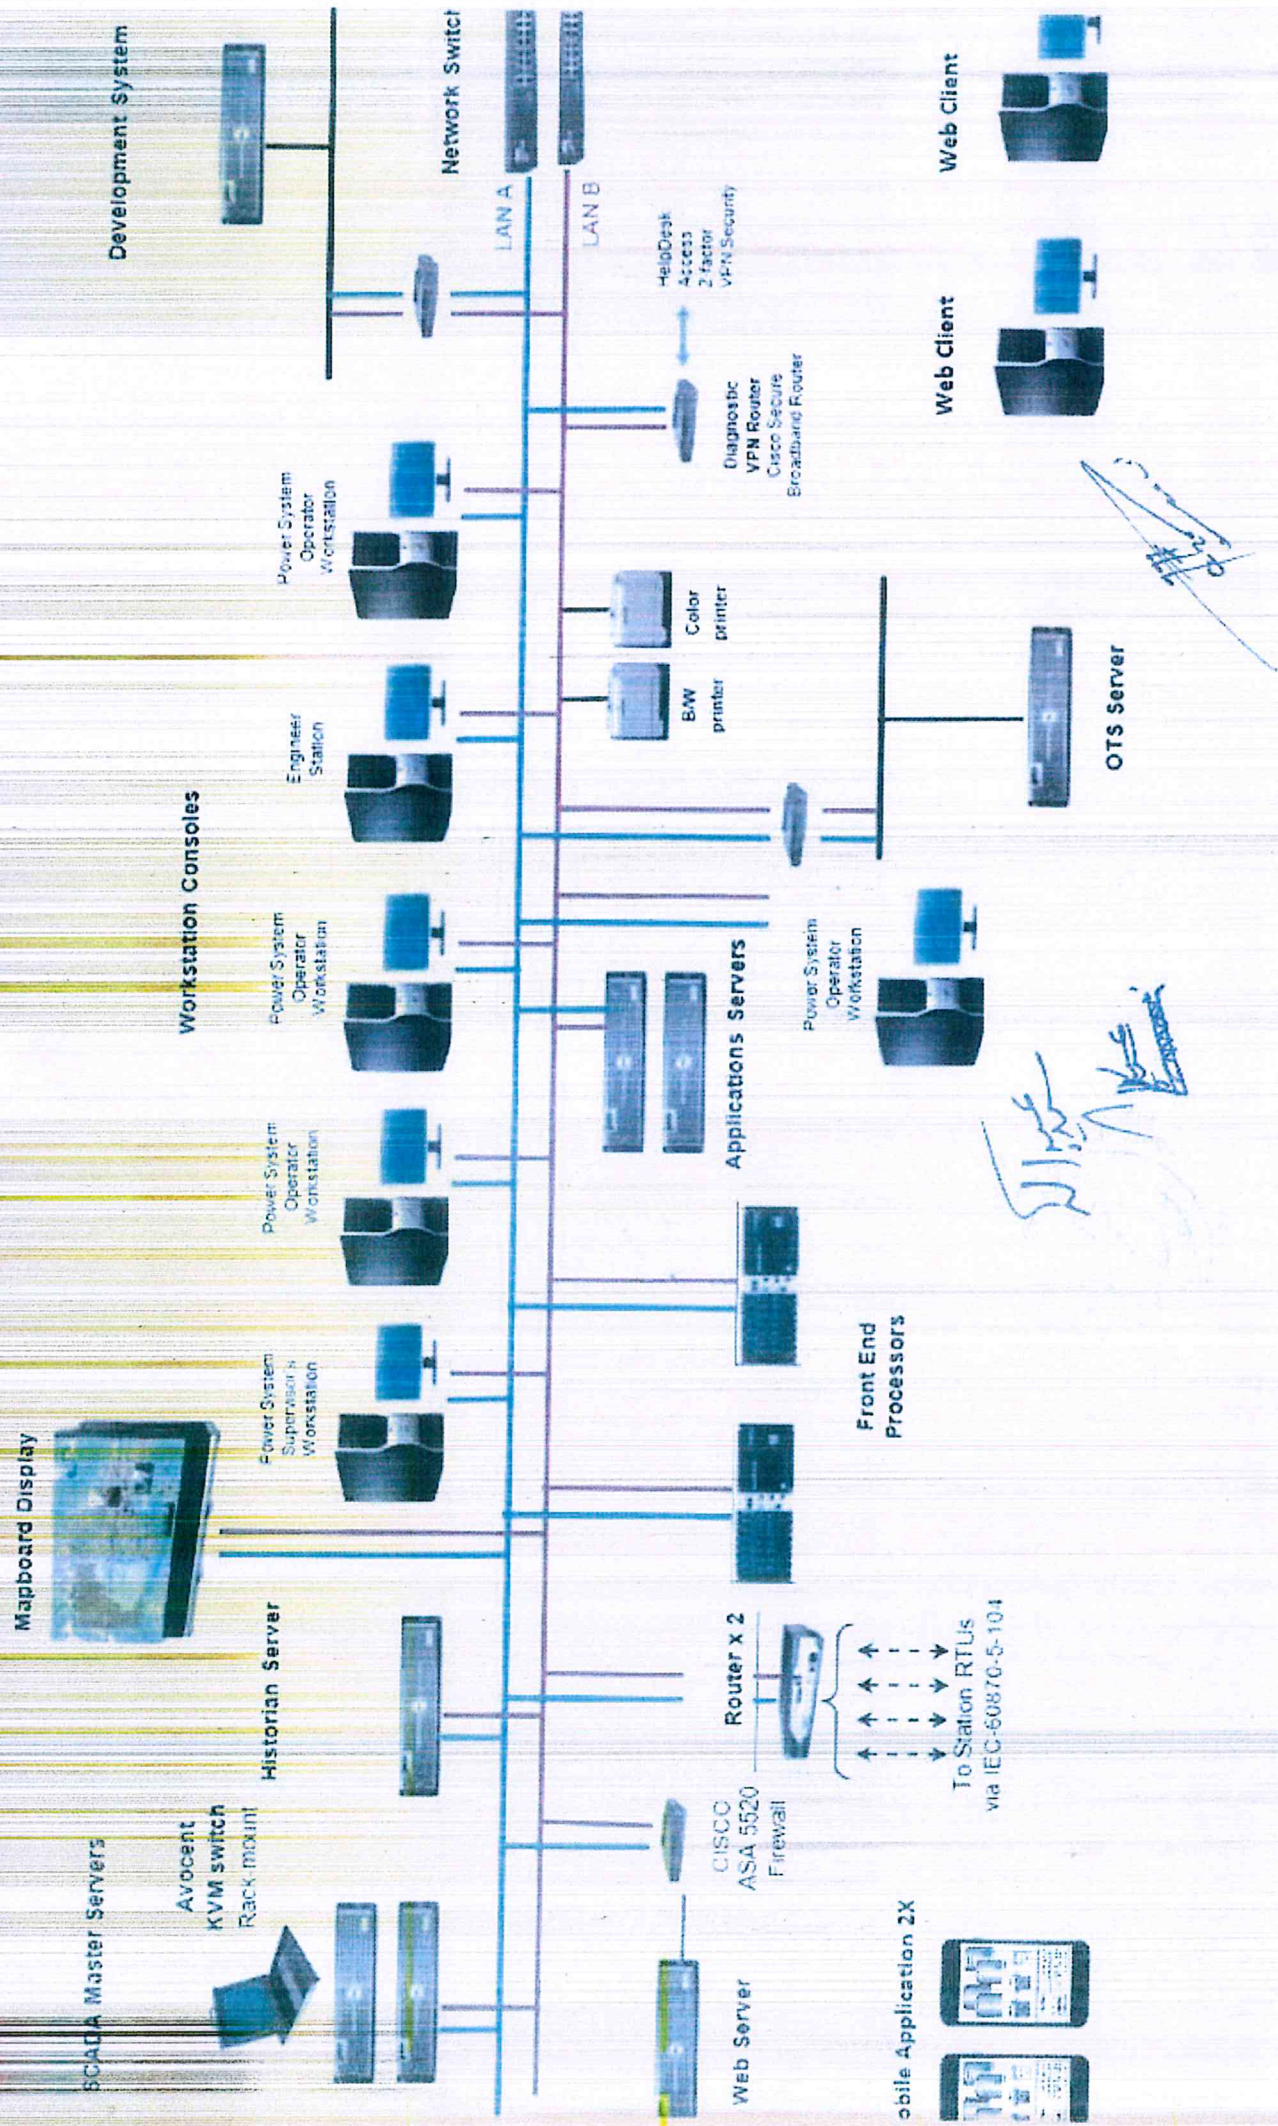 Mapboard Display
Workstation Consoles
Development System
SCADA Master Servers
Avocent
KVM switch
Rack-mount
Historian Server
Power System
Supervisor's
Workstation
Power System
Operator
Workstation
Power System
Operator
Workstation
Engineer
Station
Power System
Operator
Workstation
Network Switch
LAN A
LAN B
Web Server
CISCO
ASA 5520
Firewall
Router x 2
To Station RTUs
via IEC-60870-5-104
Front End
Processors
Applications Servers
Power System
Operator
Workstation
B/W
printer
Color
printer
Diagnostic
VPN Router
Cisco Secure
Broadband Router
HelpDesk
Access
2-factor
VPN Security
OTS Server
Web Client
Web Client
obile Application 2X